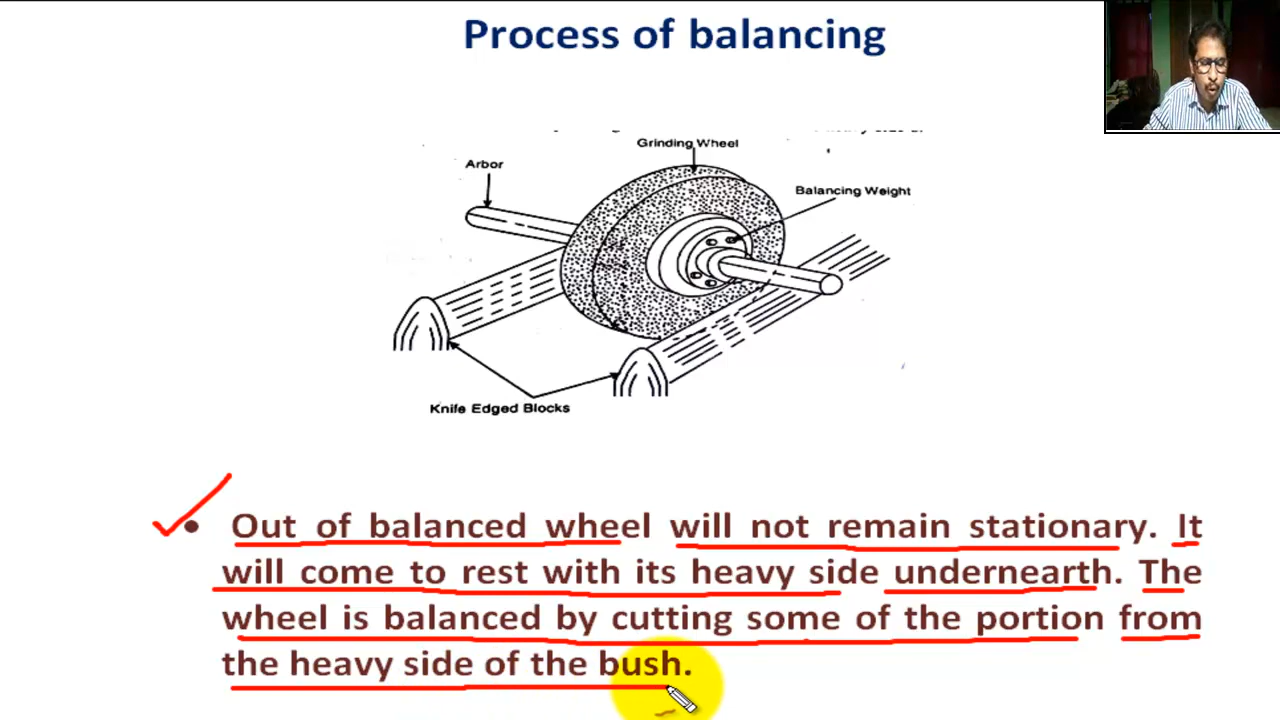 Process of balancing
Grinding Wheel
Arbor
Balancing Weight
Knife Edged Blocks
• Out of balanced wheel will not remain stationary. It
will come to rest with its heavy side undernearth. The
wheel is balanced by cutting some of the portion from
the heavy side of the bush.